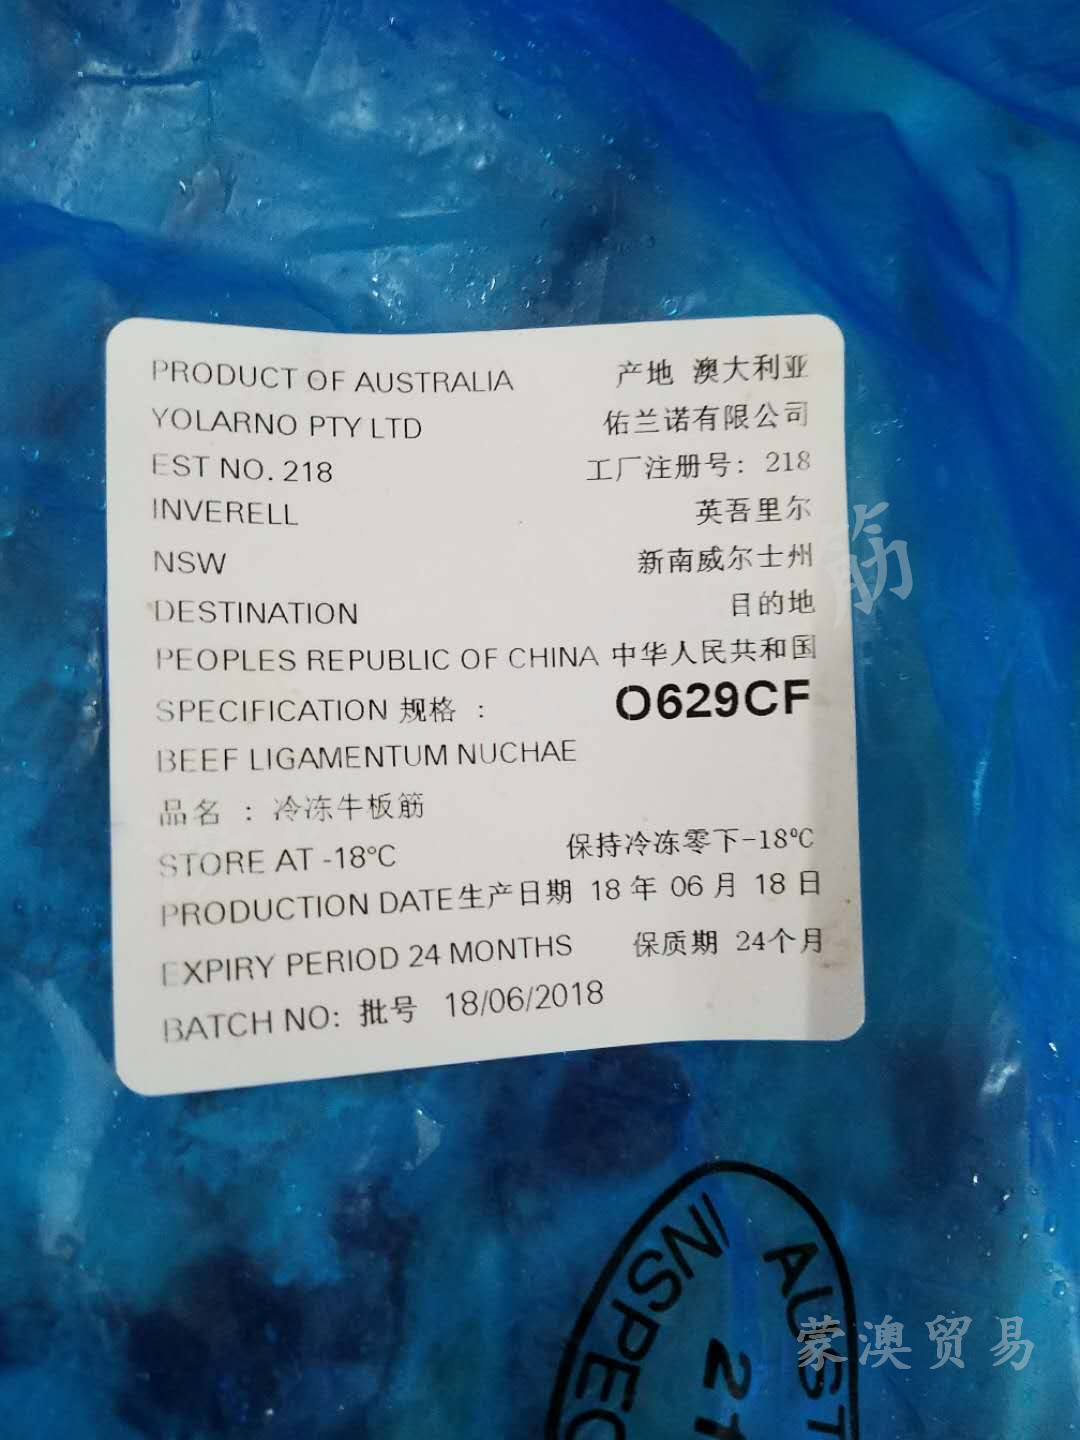 PRODUCT OF AUSTRALIA 产地 澳大利亚
YOLARNO PTY LTD 佑兰诺有限公司
EST NO. 218 工厂注册号: 218
INVERELL 英吾里尔
NSW 新南威尔士州
DESTINATION 目的地
PEOPLES REPUBLIC OF CHINA 中华人民共和国
SPECIFICATION 规格 : O629CF
BEEF LIGAMENTUM NUCHAE
品名 : 冷冻牛板筋
STORE AT -18°C 保持冷冻零下-18°C
PRODUCTION DATE 生产日期 18 年 06 月 18 日
EXPIRY PERIOD 24 MONTHS 保质期 24个月
BATCH NO: 批号 18/06/2018
筋
AUST
INSPEC
21
蒙澳贸易